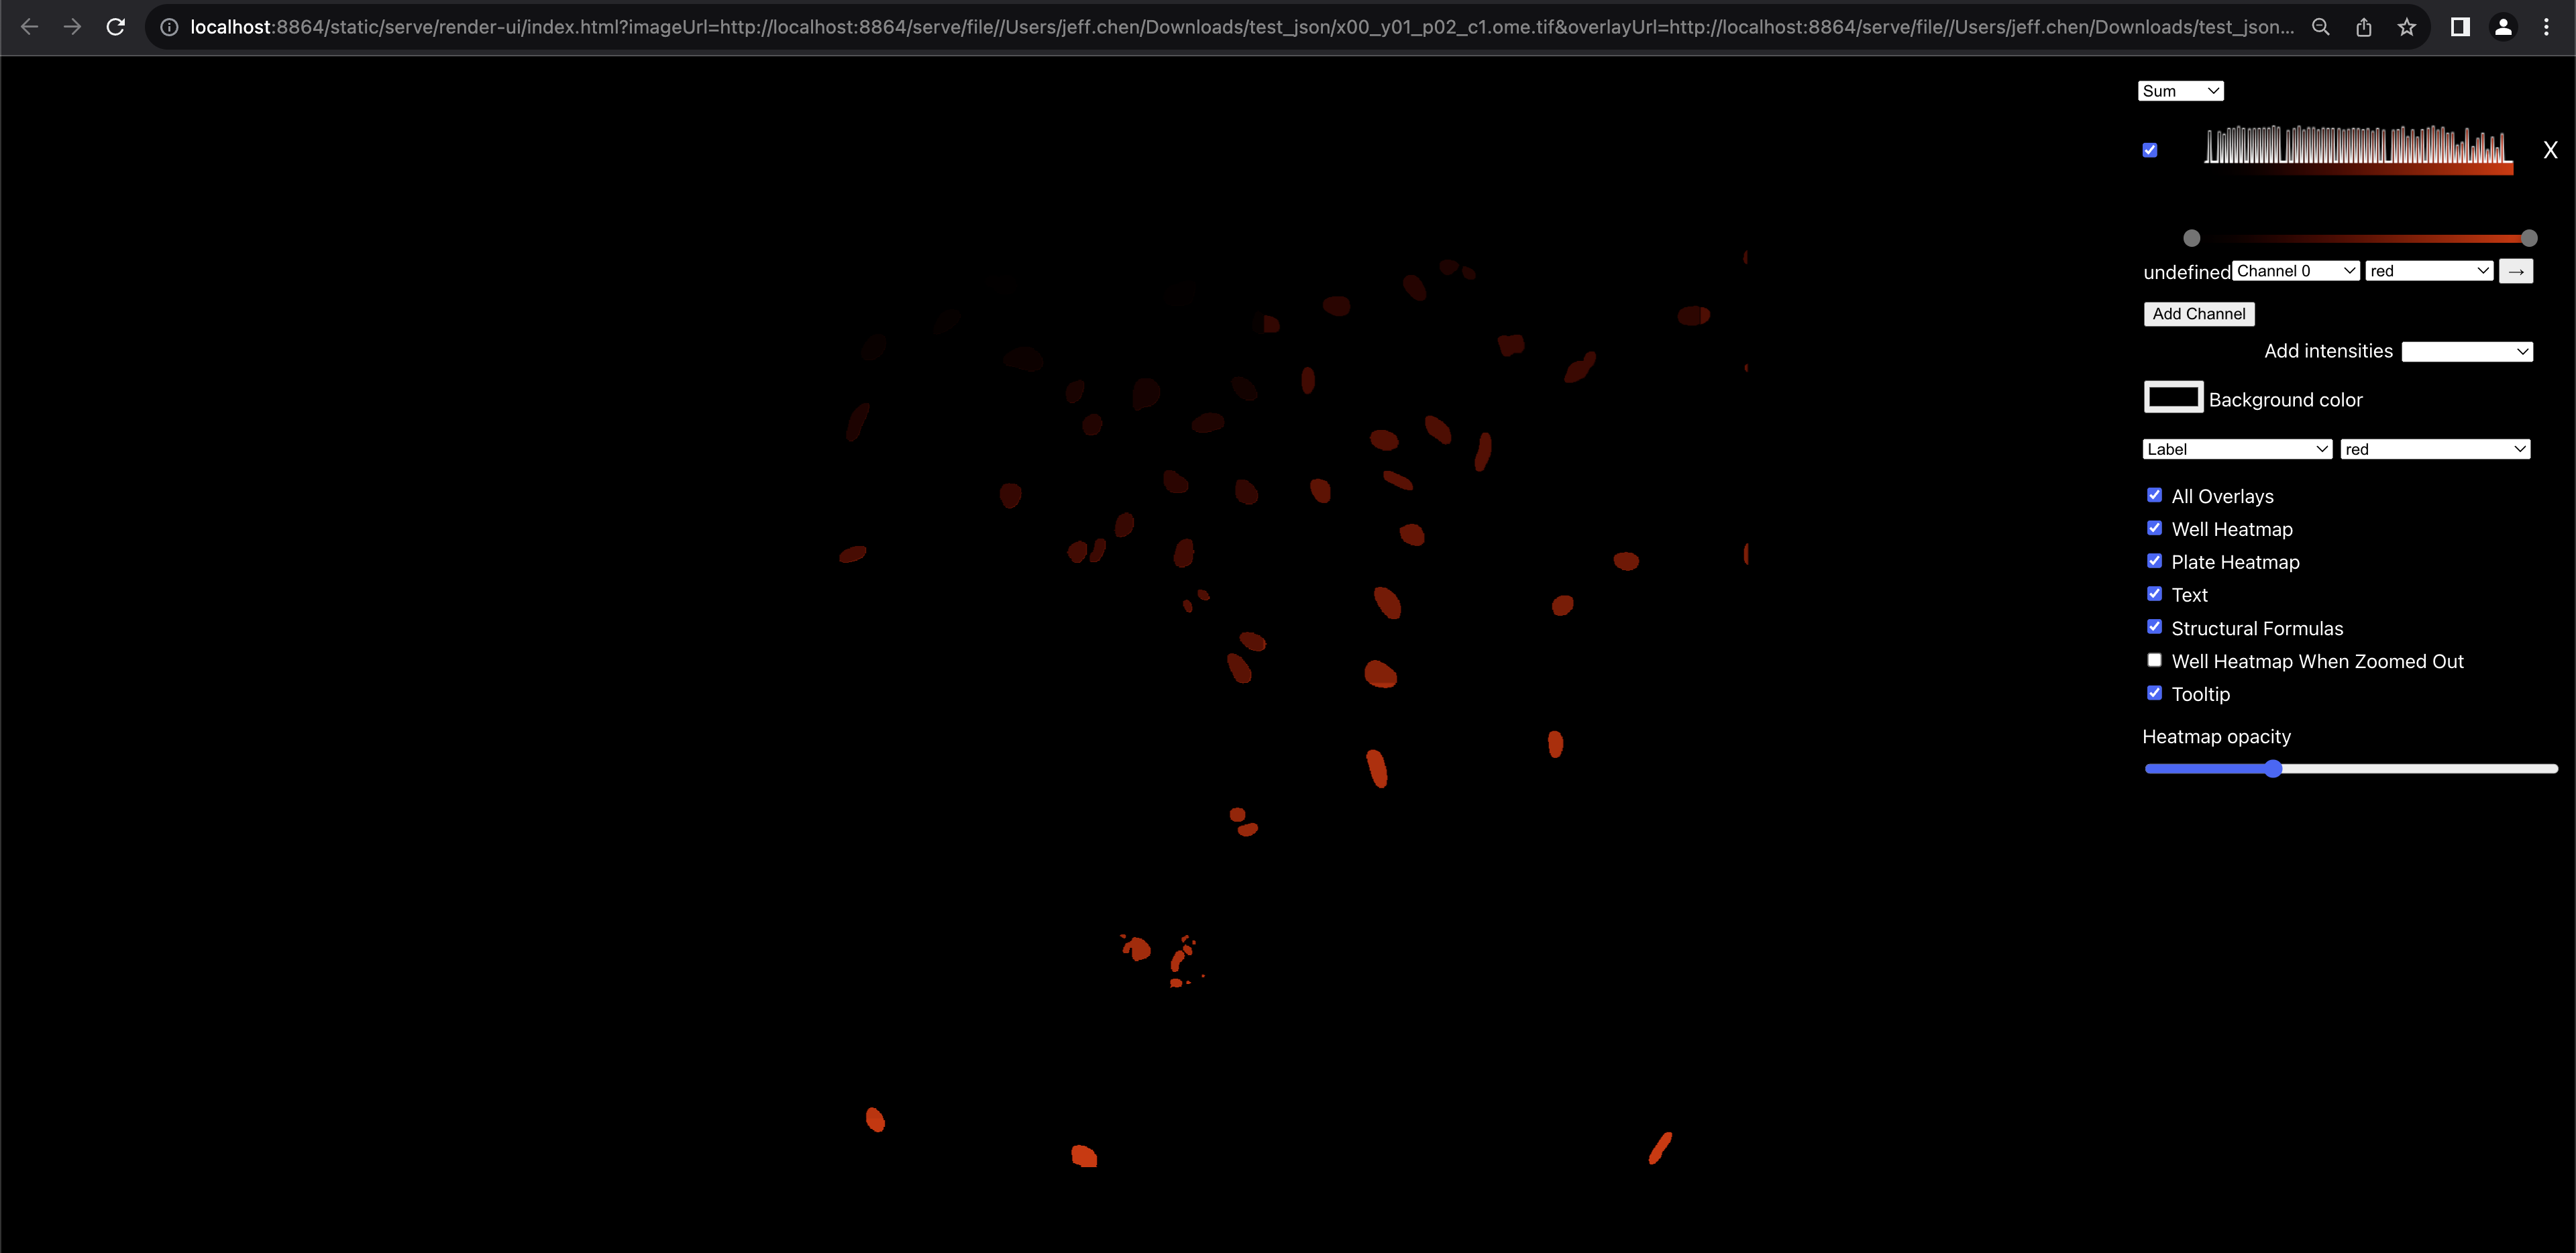 localhost:8864/static/serve/render-ui/index.html?imageUrl=http://localhost:8864/serve/file//Users/jeff.chen/Downloads/test_json/x00_y01_p02_c1.ome.tif&overlayUrl=http://localhost:8864/serve/file//Users/jeff.chen/Downloads/test_json...
Sum
X
undefined Channel 0 red →
Add Channel
Add intensities
Background color
Label red
All Overlays
Well Heatmap
Plate Heatmap
Text
Structural Formulas
Well Heatmap When Zoomed Out
Tooltip
Heatmap opacity